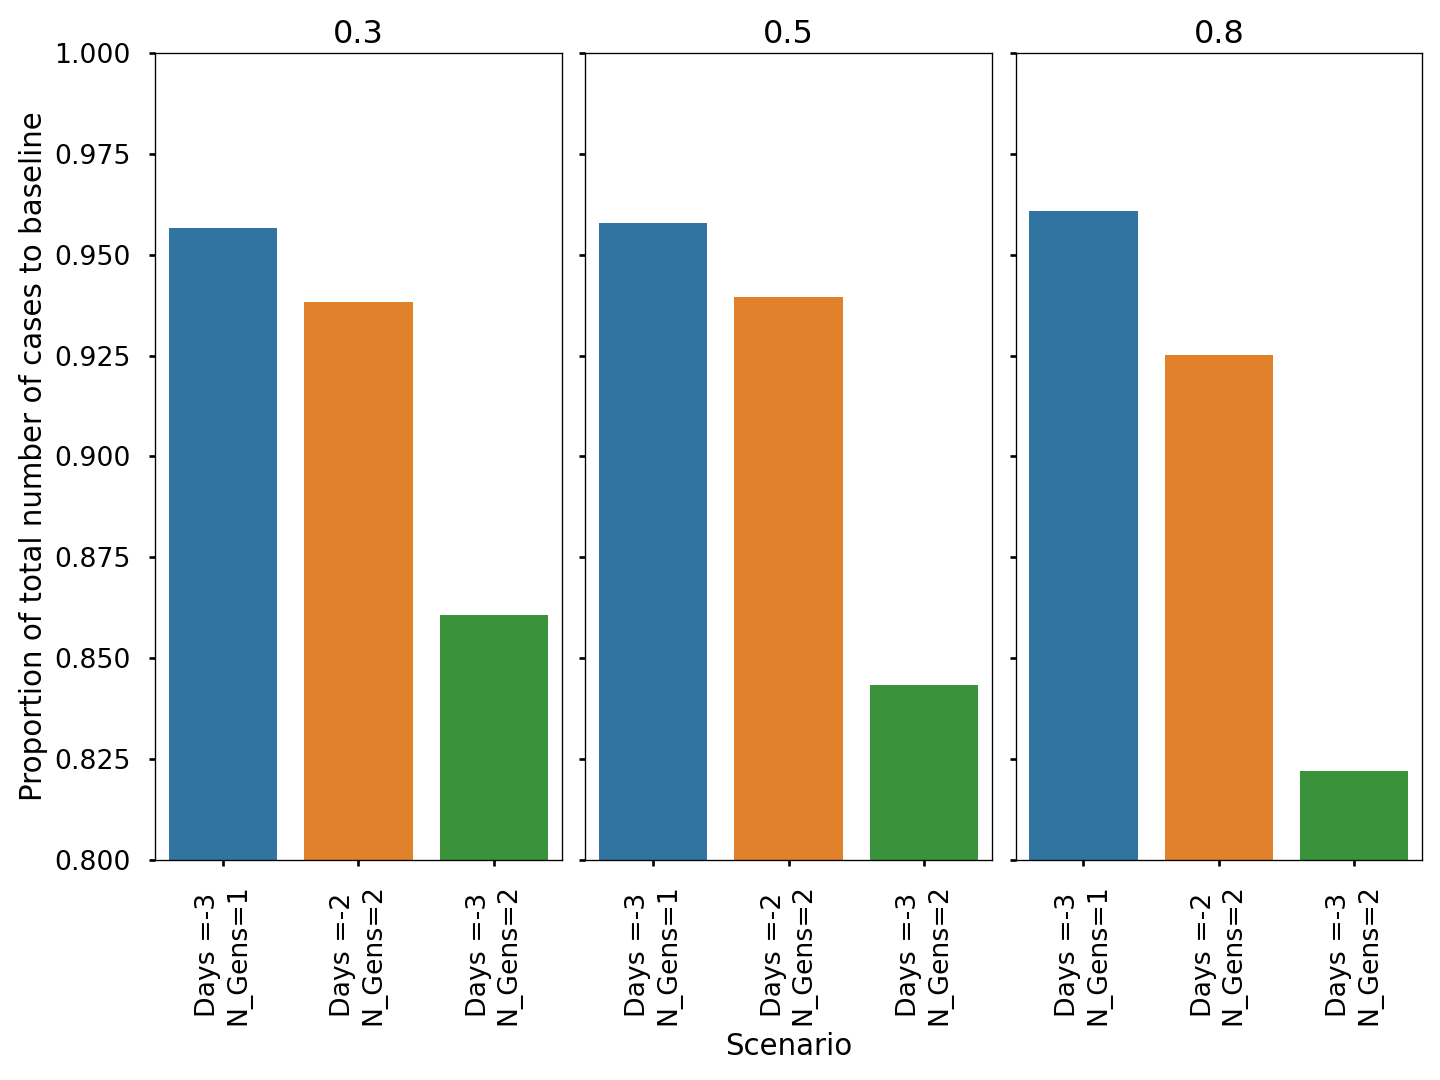 0.3
0.5
0.8
Proportion of total number of cases to baseline
1.000
0.975
0.950
0.925
0.900
0.875
0.850
0.825
0.800
Days =-3
N_Gens=1
Days =-2
N_Gens=2
Days =-3
N_Gens=2
Days =-3
N_Gens=1
Days =-2
N_Gens=2
Days =-3
N_Gens=2
Days =-3
N_Gens=1
Days =-2
N_Gens=2
Days =-3
N_Gens=2
Scenario